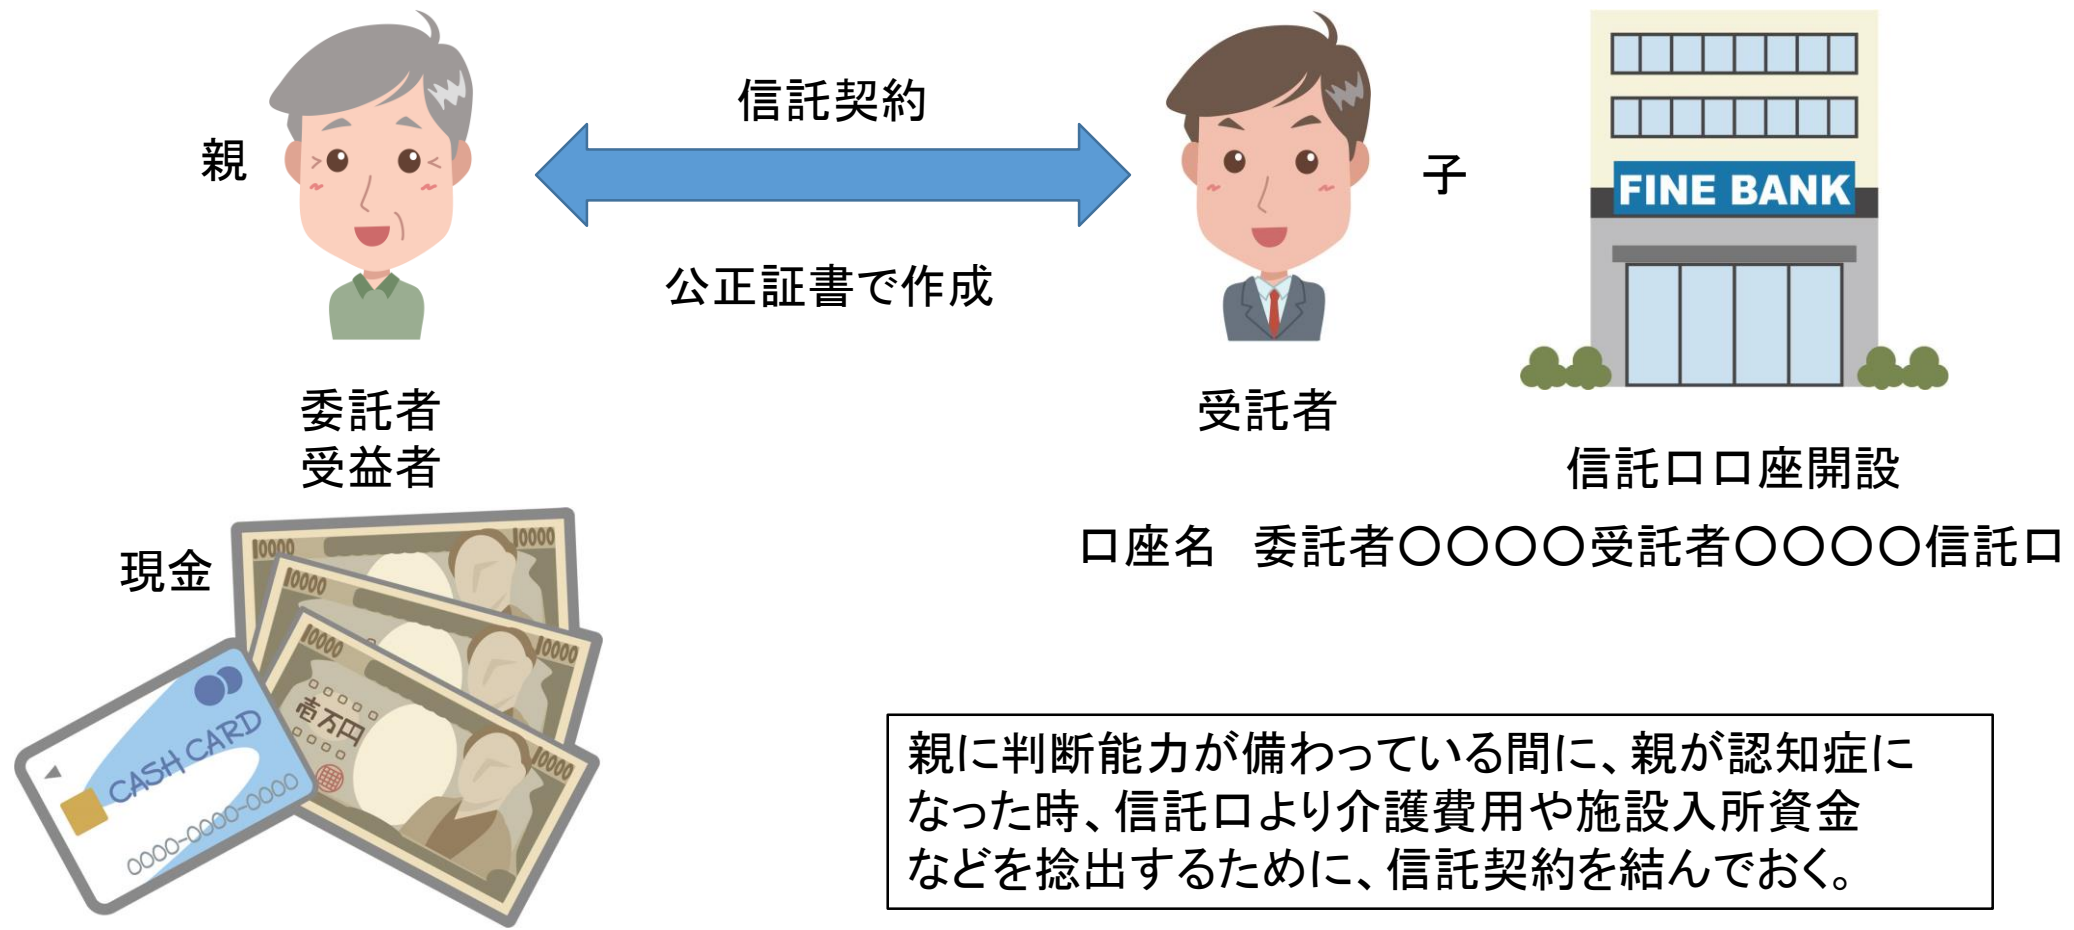 信託契約
親
子
FINE BANK
公正証書で作成
委託者
受益者
受託者
信託口口座開設
口座名　委託者〇〇〇〇受託者〇〇〇〇信託口
現金
10000
10000
10000
10000
10000
10000
壱万円
CASH CARD
0000-0000-0000
親に判断能力が備わっている間に、親が認知症に
なった時、信託口より介護費用や施設入所資金
などを捻出するために、信託契約を結んでおく。